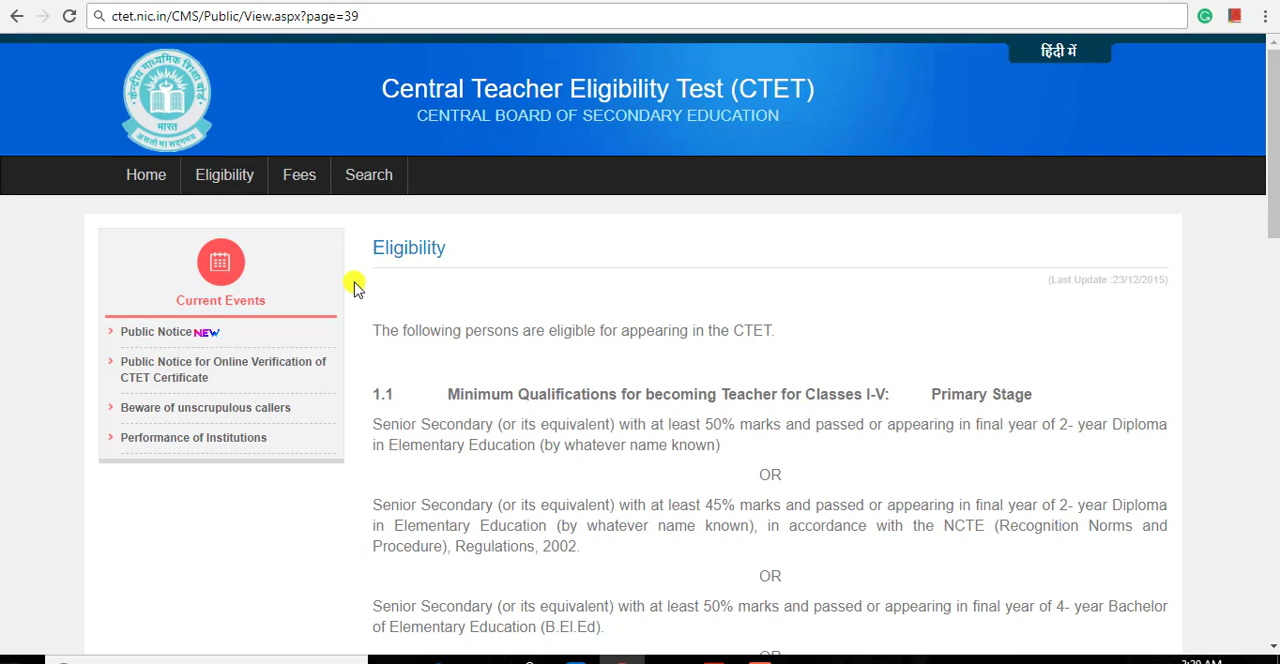 ctet.nic.in/CMS/Public/View.aspx?page=39
हिंदी में
केन्द्रीय माध्यमिक शिक्षा बोर्ड
भारत
असतो मा सद्गमय
Central Teacher Eligibility Test (CTET)
CENTRAL BOARD OF SECONDARY EDUCATION
Home
Eligibility
Fees
Search
Current Events
Public Notice NEW
Public Notice for Online Verification of
CTET Certificate
Beware of unscrupulous callers
Performance of Institutions
Eligibility
(Last Update :23/12/2015)
The following persons are eligible for appearing in the CTET.
1.1 Minimum Qualifications for becoming Teacher for Classes I-V: Primary Stage
Senior Secondary (or its equivalent) with at least 50% marks and passed or appearing in final year of 2- year Diploma
in Elementary Education (by whatever name known)
OR
Senior Secondary (or its equivalent) with at least 45% marks and passed or appearing in final year of 2- year Diploma
in Elementary Education (by whatever name known), in accordance with the NCTE (Recognition Norms and
Procedure), Regulations, 2002.
OR
Senior Secondary (or its equivalent) with at least 50% marks and passed or appearing in final year of 4- year Bachelor
of Elementary Education (B.El.Ed).